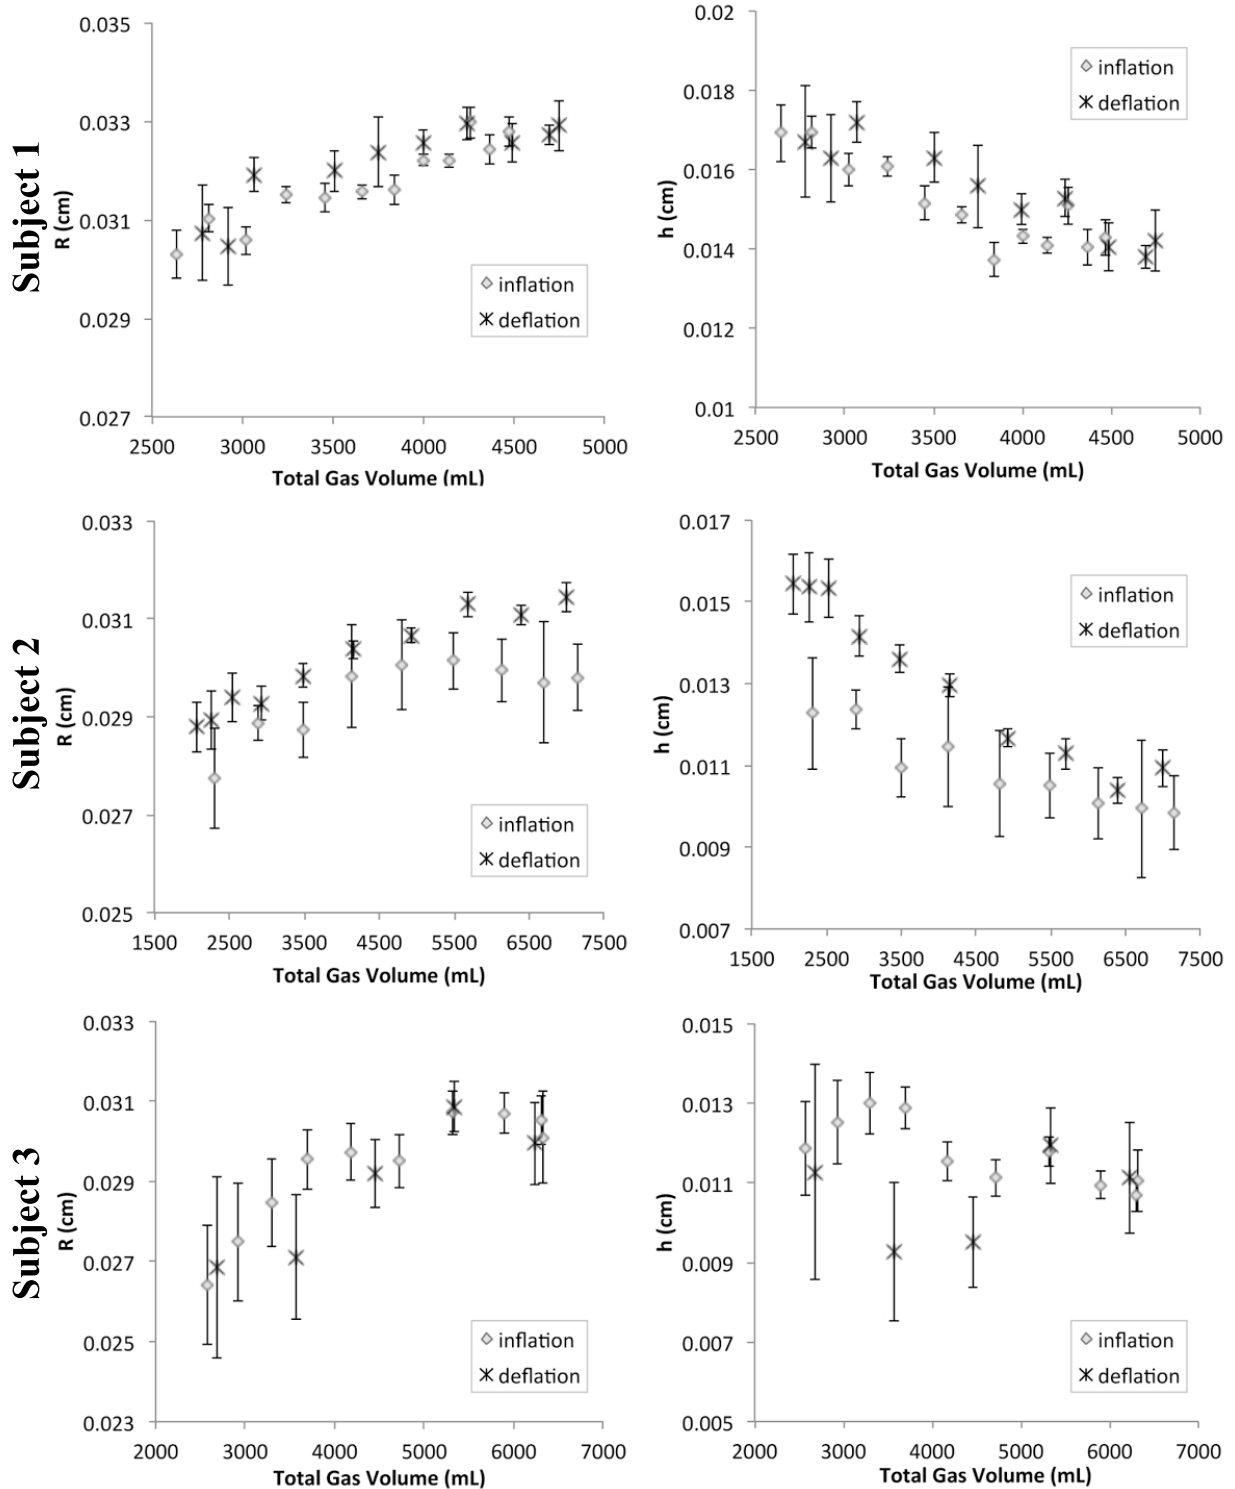 Subject 1
R (cm)
0.035
0.033
0.031
0.029
0.027
inflation
deflation
2500 3000 3500 4000 4500 5000
Total Gas Volume (mL)
h (cm)
0.02
0.018
0.016
0.014
0.012
0.01
inflation
deflation
2500 3000 3500 4000 4500 5000
Total Gas Volume (mL)
Subject 2
R (cm)
0.033
0.031
0.029
0.027
0.025
inflation
deflation
1500 2500 3500 4500 5500 6500 7500
Total Gas Volume (mL)
h (cm)
0.017
0.015
0.013
0.011
0.009
0.007
inflation
deflation
1500 2500 3500 4500 5500 6500 7500
Total Gas Volume (mL)
Subject 3
R (cm)
0.033
0.031
0.029
0.027
0.025
0.023
inflation
deflation
2000 3000 4000 5000 6000 7000
Total Gas Volume (mL)
h (cm)
0.015
0.013
0.011
0.009
0.007
0.005
inflation
deflation
2000 3000 4000 5000 6000 7000
Total Gas Volume (mL)